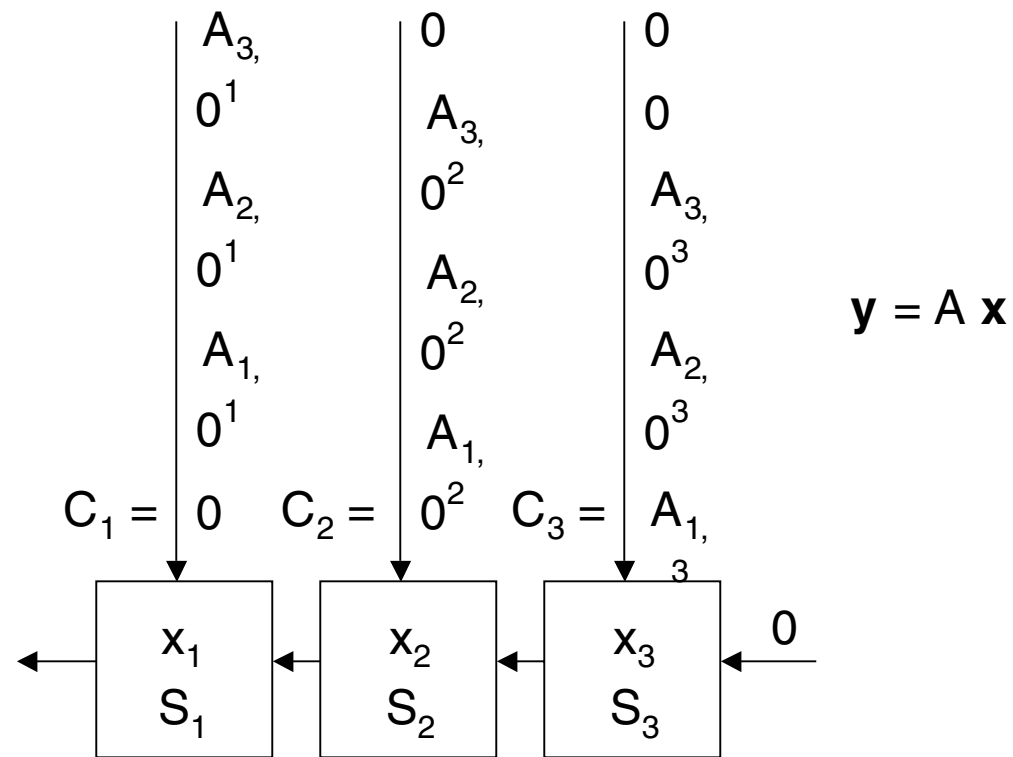 A₃, 0 0
0¹ A₃, 0
A₂, 0² A₃,
0¹ A₂, 0³
y = A x
A₁, 0² A₂,
0¹ A₁, 0³
C₁ = 0 C₂ = 0² C₃ = A₁,
3
0
x₁ x₂ x₃
S₁ S₂ S₃